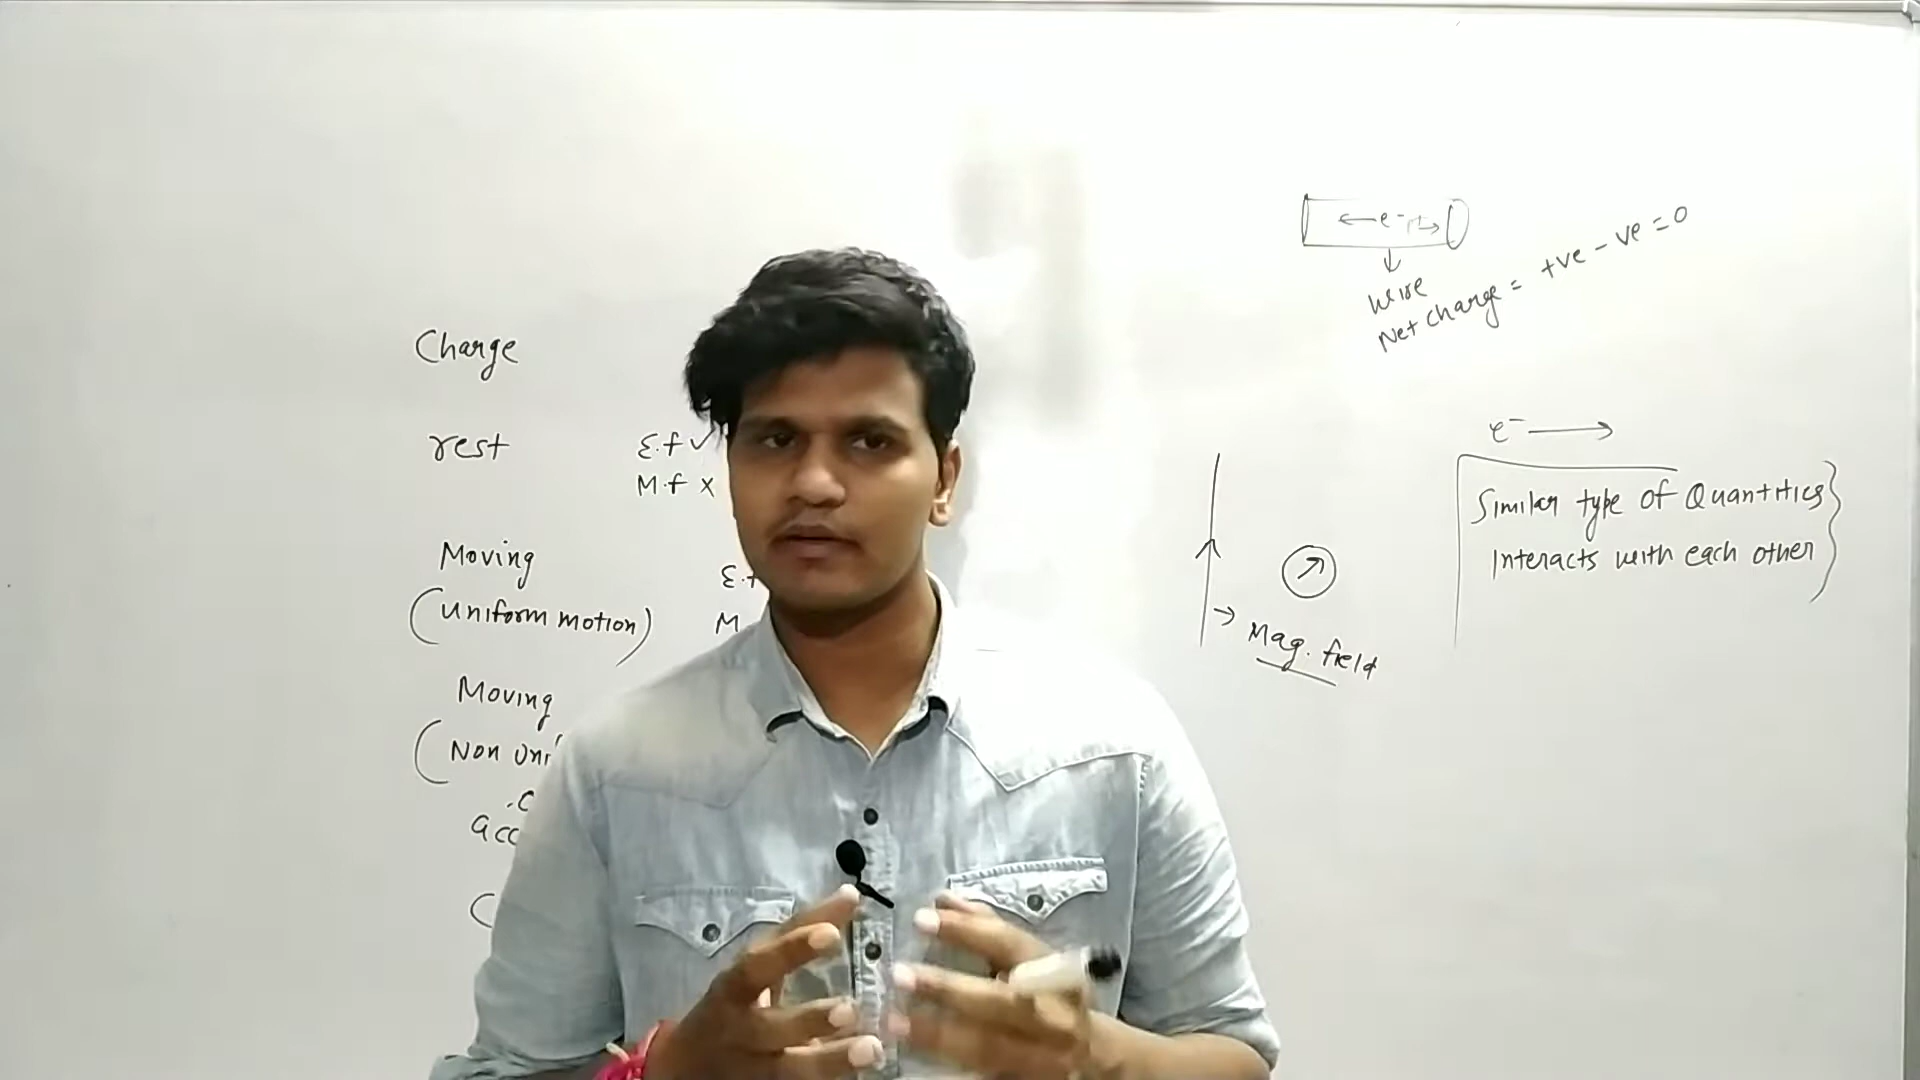 Charge
rest
E.f ✓
M.f ×
Moving
(Uniform motion)
E.f
M
Moving
(Non Uni
acc
← e⁻ →
wire
Net charge = +ve - ve = 0
e⁻ →
Similar type of Quantities
Interacts with each other
Mag. field